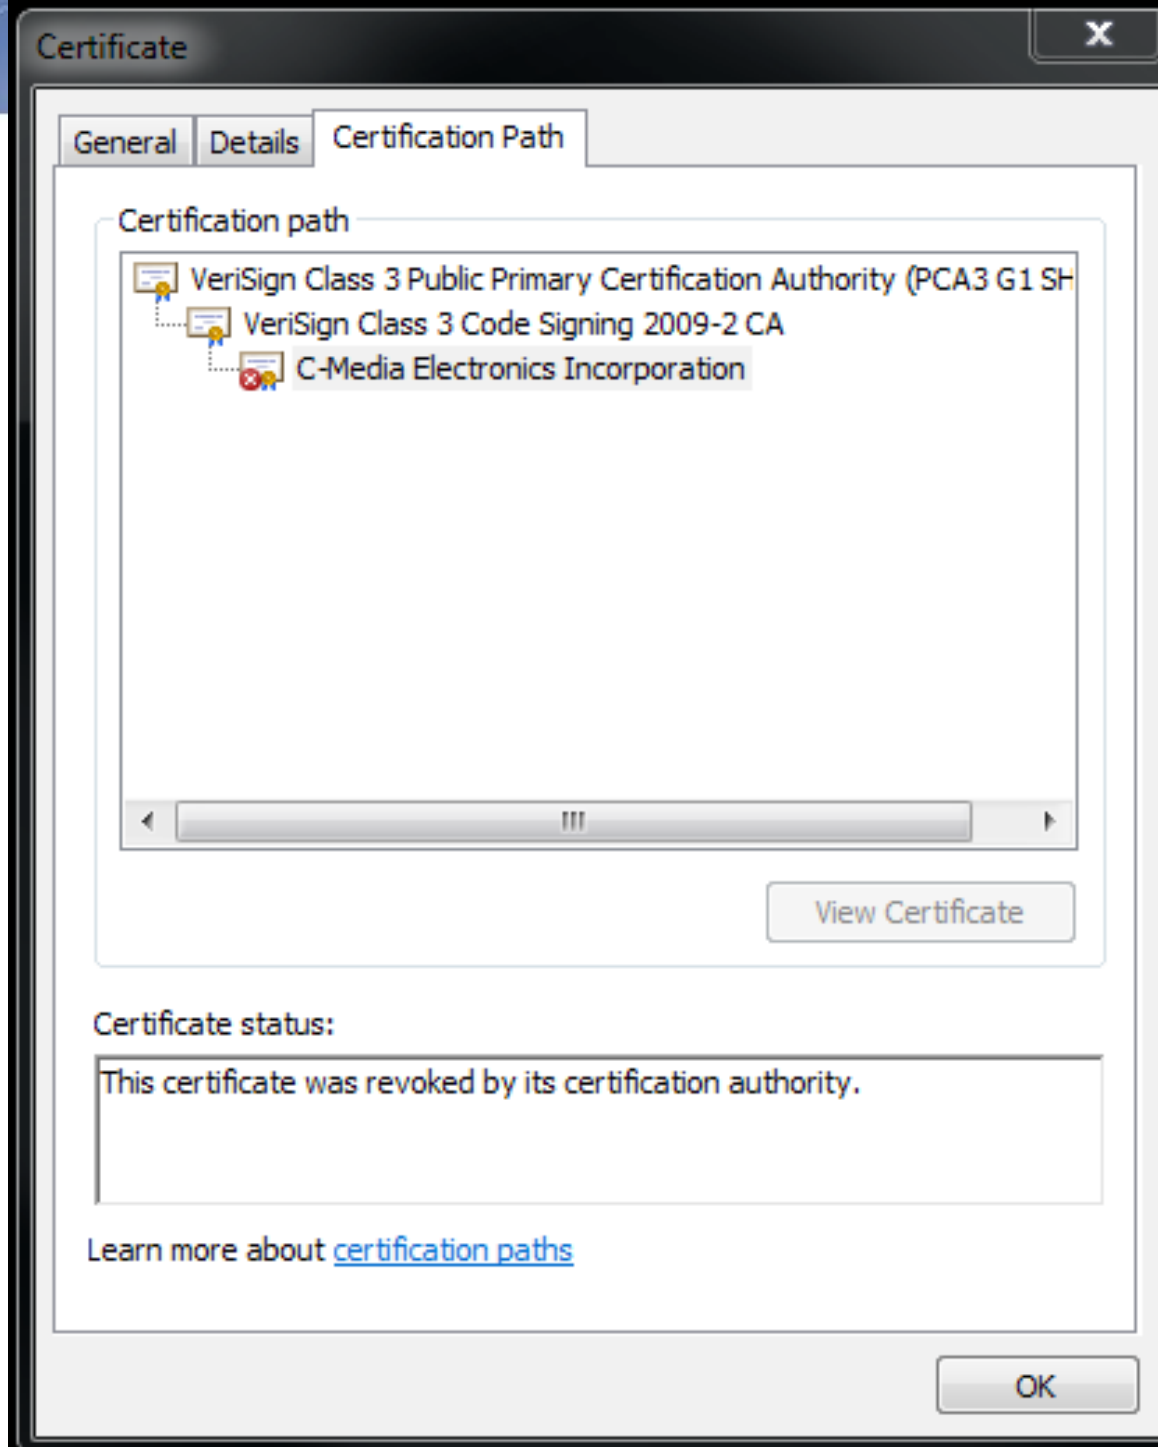 Certificate
General Details Certification Path
Certification path
VeriSign Class 3 Public Primary Certification Authority (PCA3 G1 SH
VeriSign Class 3 Code Signing 2009-2 CA
C-Media Electronics Incorporation
View Certificate
Certificate status:
This certificate was revoked by its certification authority.
Learn more about certification paths
OK